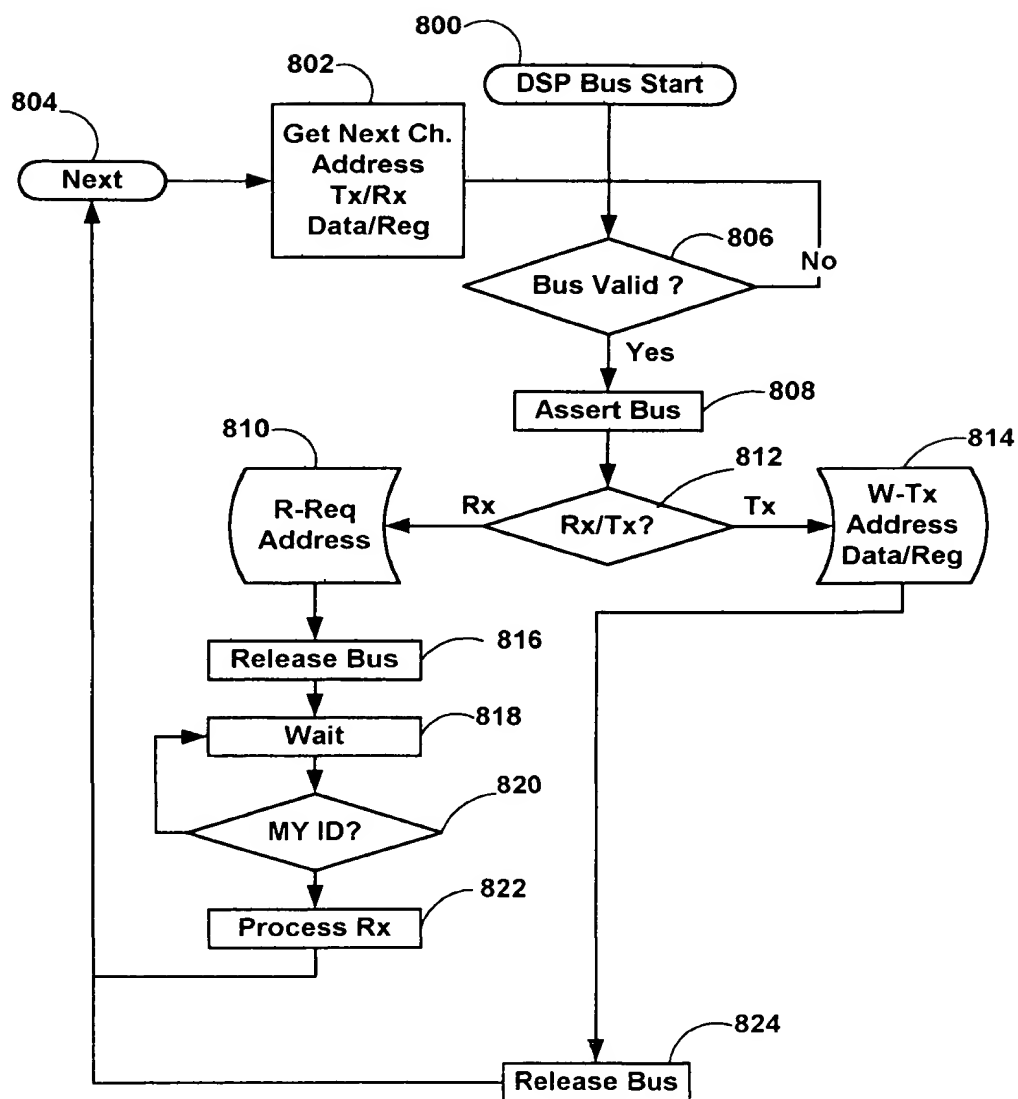 800
DSP Bus Start
802
Get Next Ch.
Address
Tx/Rx
Data/Reg
804
Next
806
Bus Valid ?
No
Yes
808
Assert Bus
810
R-Req
Address
Rx
812
Rx/Tx?
Tx
814
W-Tx
Address
Data/Reg
816
Release Bus
818
Wait
820
MY ID?
822
Process Rx
824
Release Bus